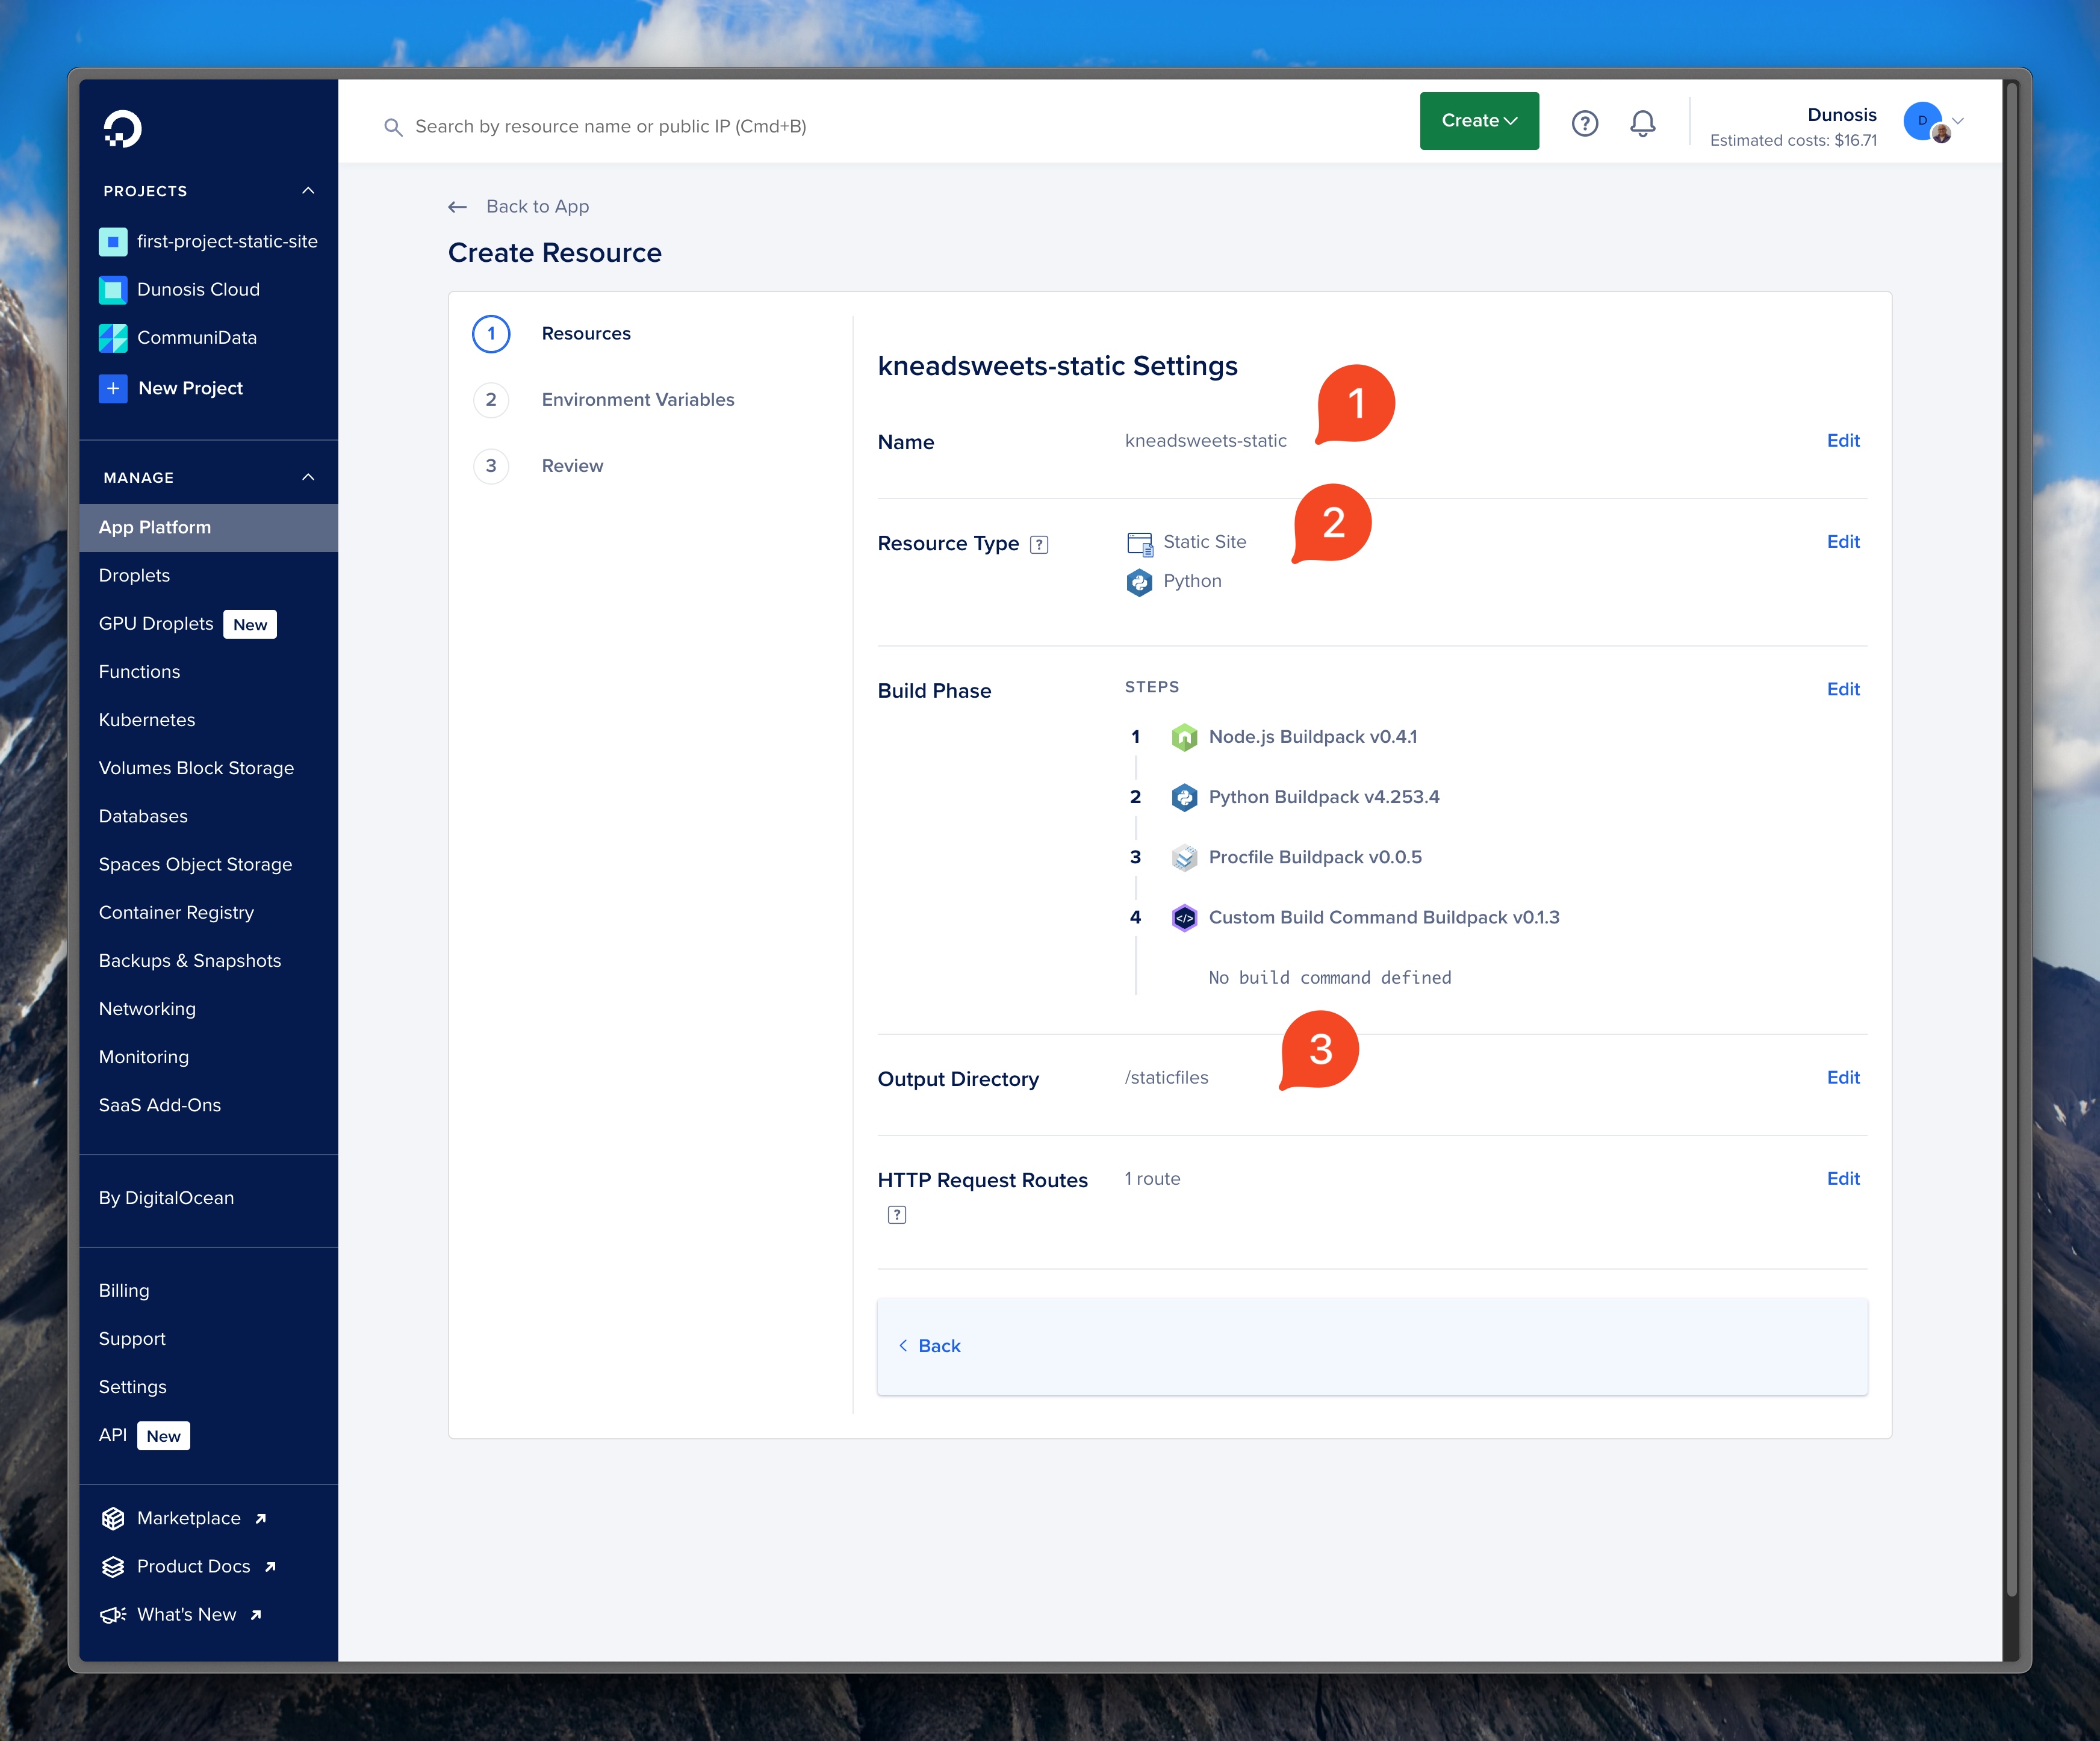 Search by resource name or public IP (Cmd+B)
Create
?
Dunosis
Estimated costs: $16.71
D
PROJECTS
first-project-static-site
Dunosis Cloud
CommuniData
+ New Project
MANAGE
App Platform
Droplets
GPU Droplets New
Functions
Kubernetes
Volumes Block Storage
Databases
Spaces Object Storage
Container Registry
Backups & Snapshots
Networking
Monitoring
SaaS Add-Ons
By DigitalOcean
Billing
Support
Settings
API New
Marketplace
Product Docs
What's New
← Back to App
Create Resource
1 Resources
2 Environment Variables
3 Review
kneadsweets-static Settings
1
Name kneadsweets-static Edit
2
Resource Type ? Static Site Edit
Python
Build Phase STEPS Edit
1 Node.js Buildpack v0.4.1
2 Python Buildpack v4.253.4
3 Procfile Buildpack v0.0.5
4 </> Custom Build Command Buildpack v0.1.3
No build command defined
3
Output Directory /staticfiles Edit
HTTP Request Routes 1 route Edit
?
< Back